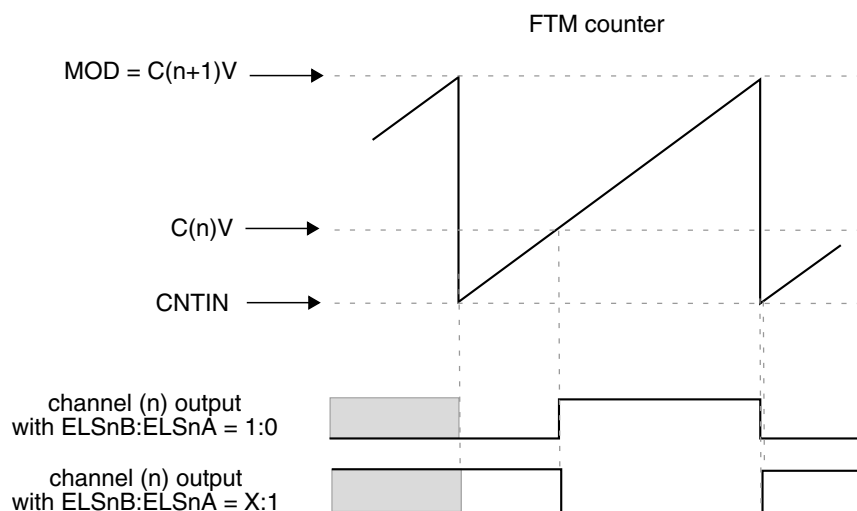 FTM counter
MOD = C(n+1)V
C(n)V
CNTIN
channel (n) output
with ELSnB:ELSnA = 1:0
channel (n) output
with ELSnB:ELSnA = X:1